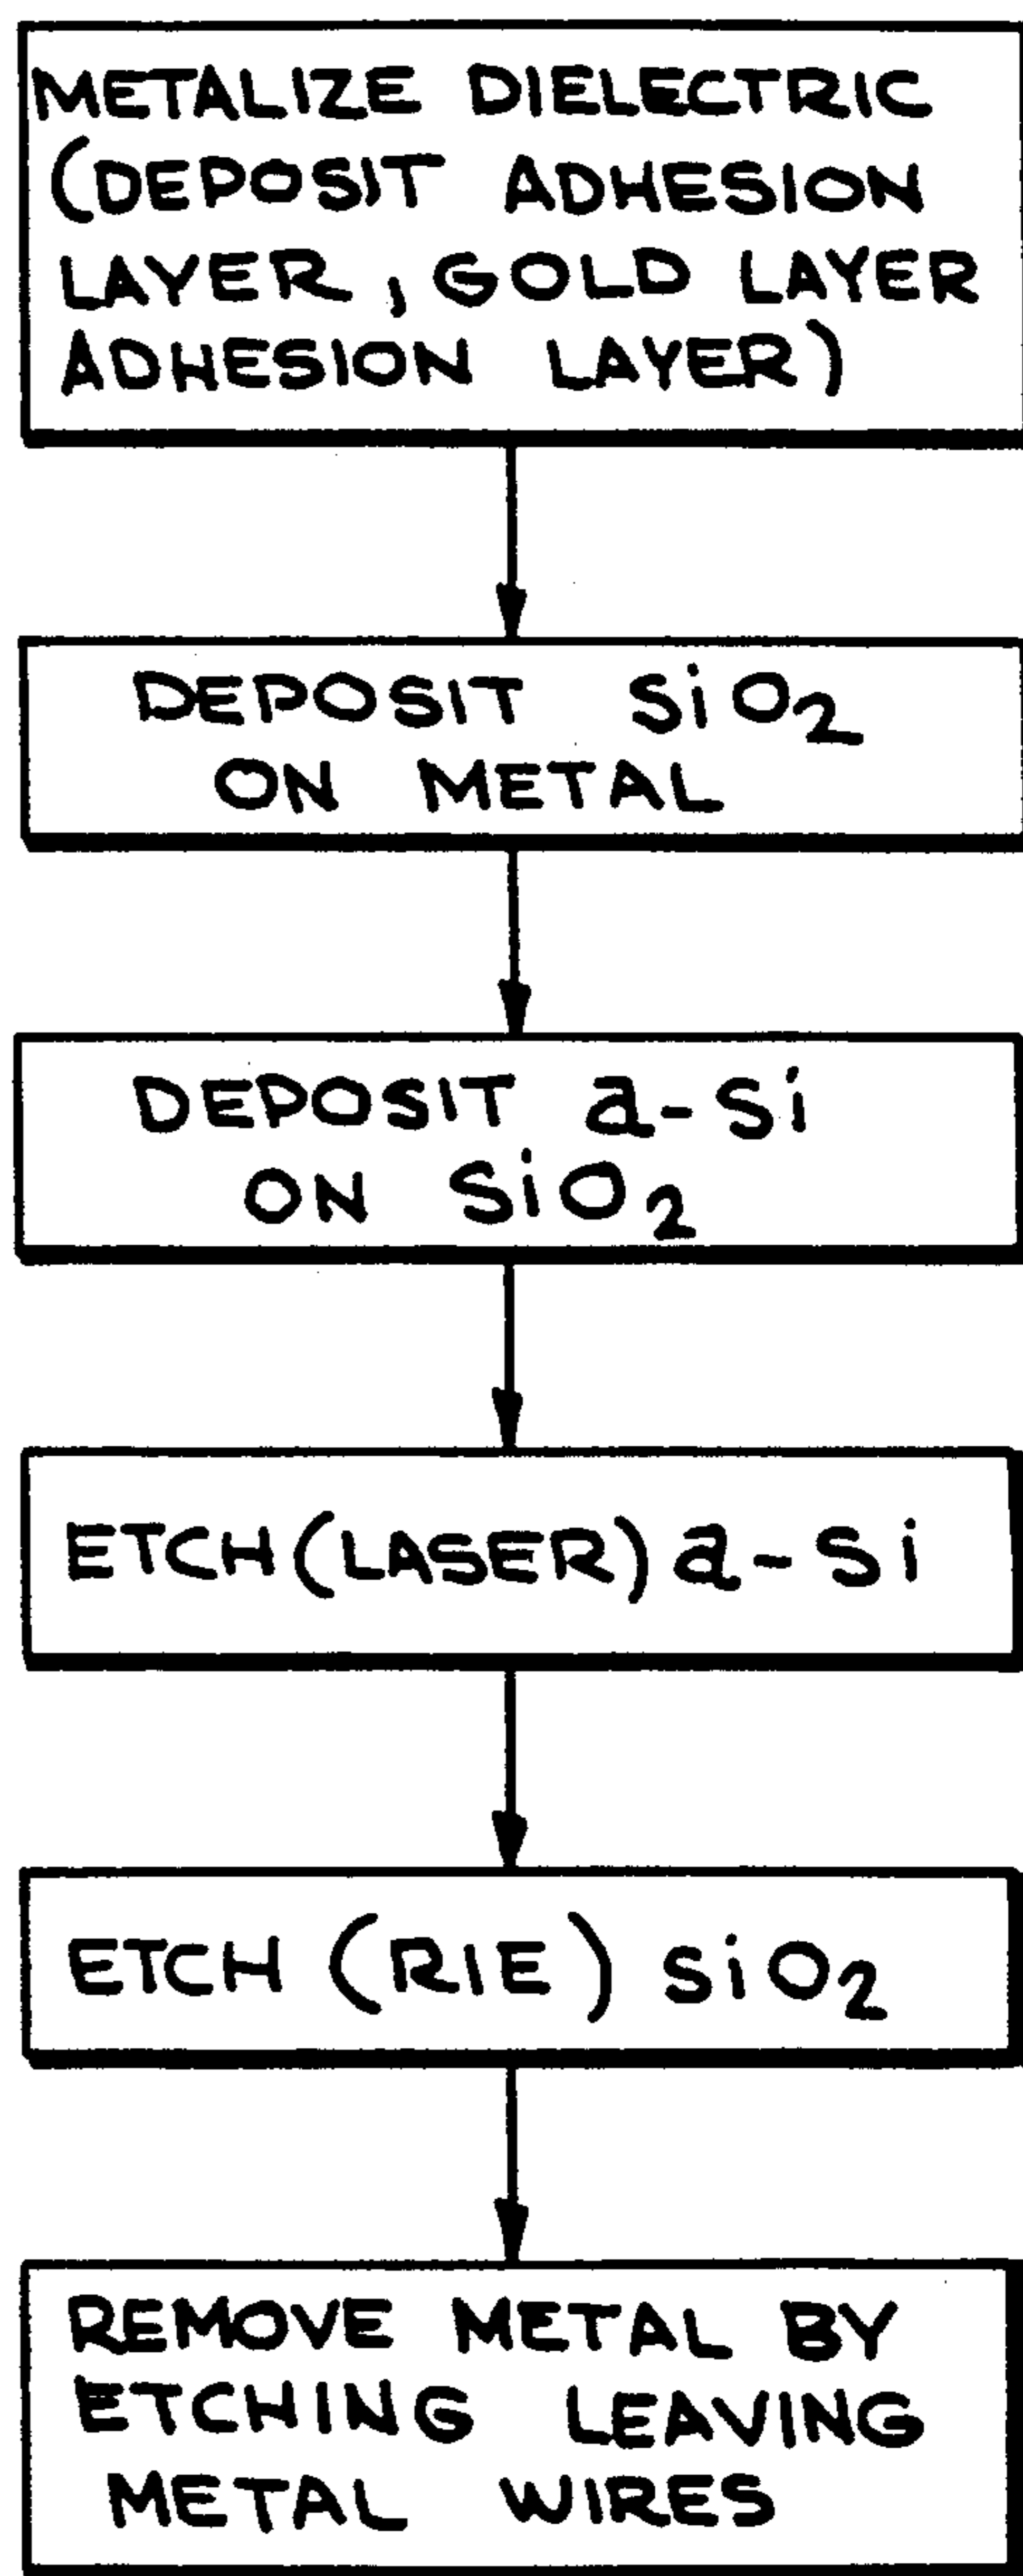 METALIZE DIELECTRIC
(DEPOSIT ADHESION
LAYER, GOLD LAYER
ADHESION LAYER)
DEPOSIT SiO₂
ON METAL
DEPOSIT a-Si
ON SiO₂
ETCH (LASER) a-Si
ETCH (RIE) SiO₂
REMOVE METAL BY
ETCHING LEAVING
METAL WIRES